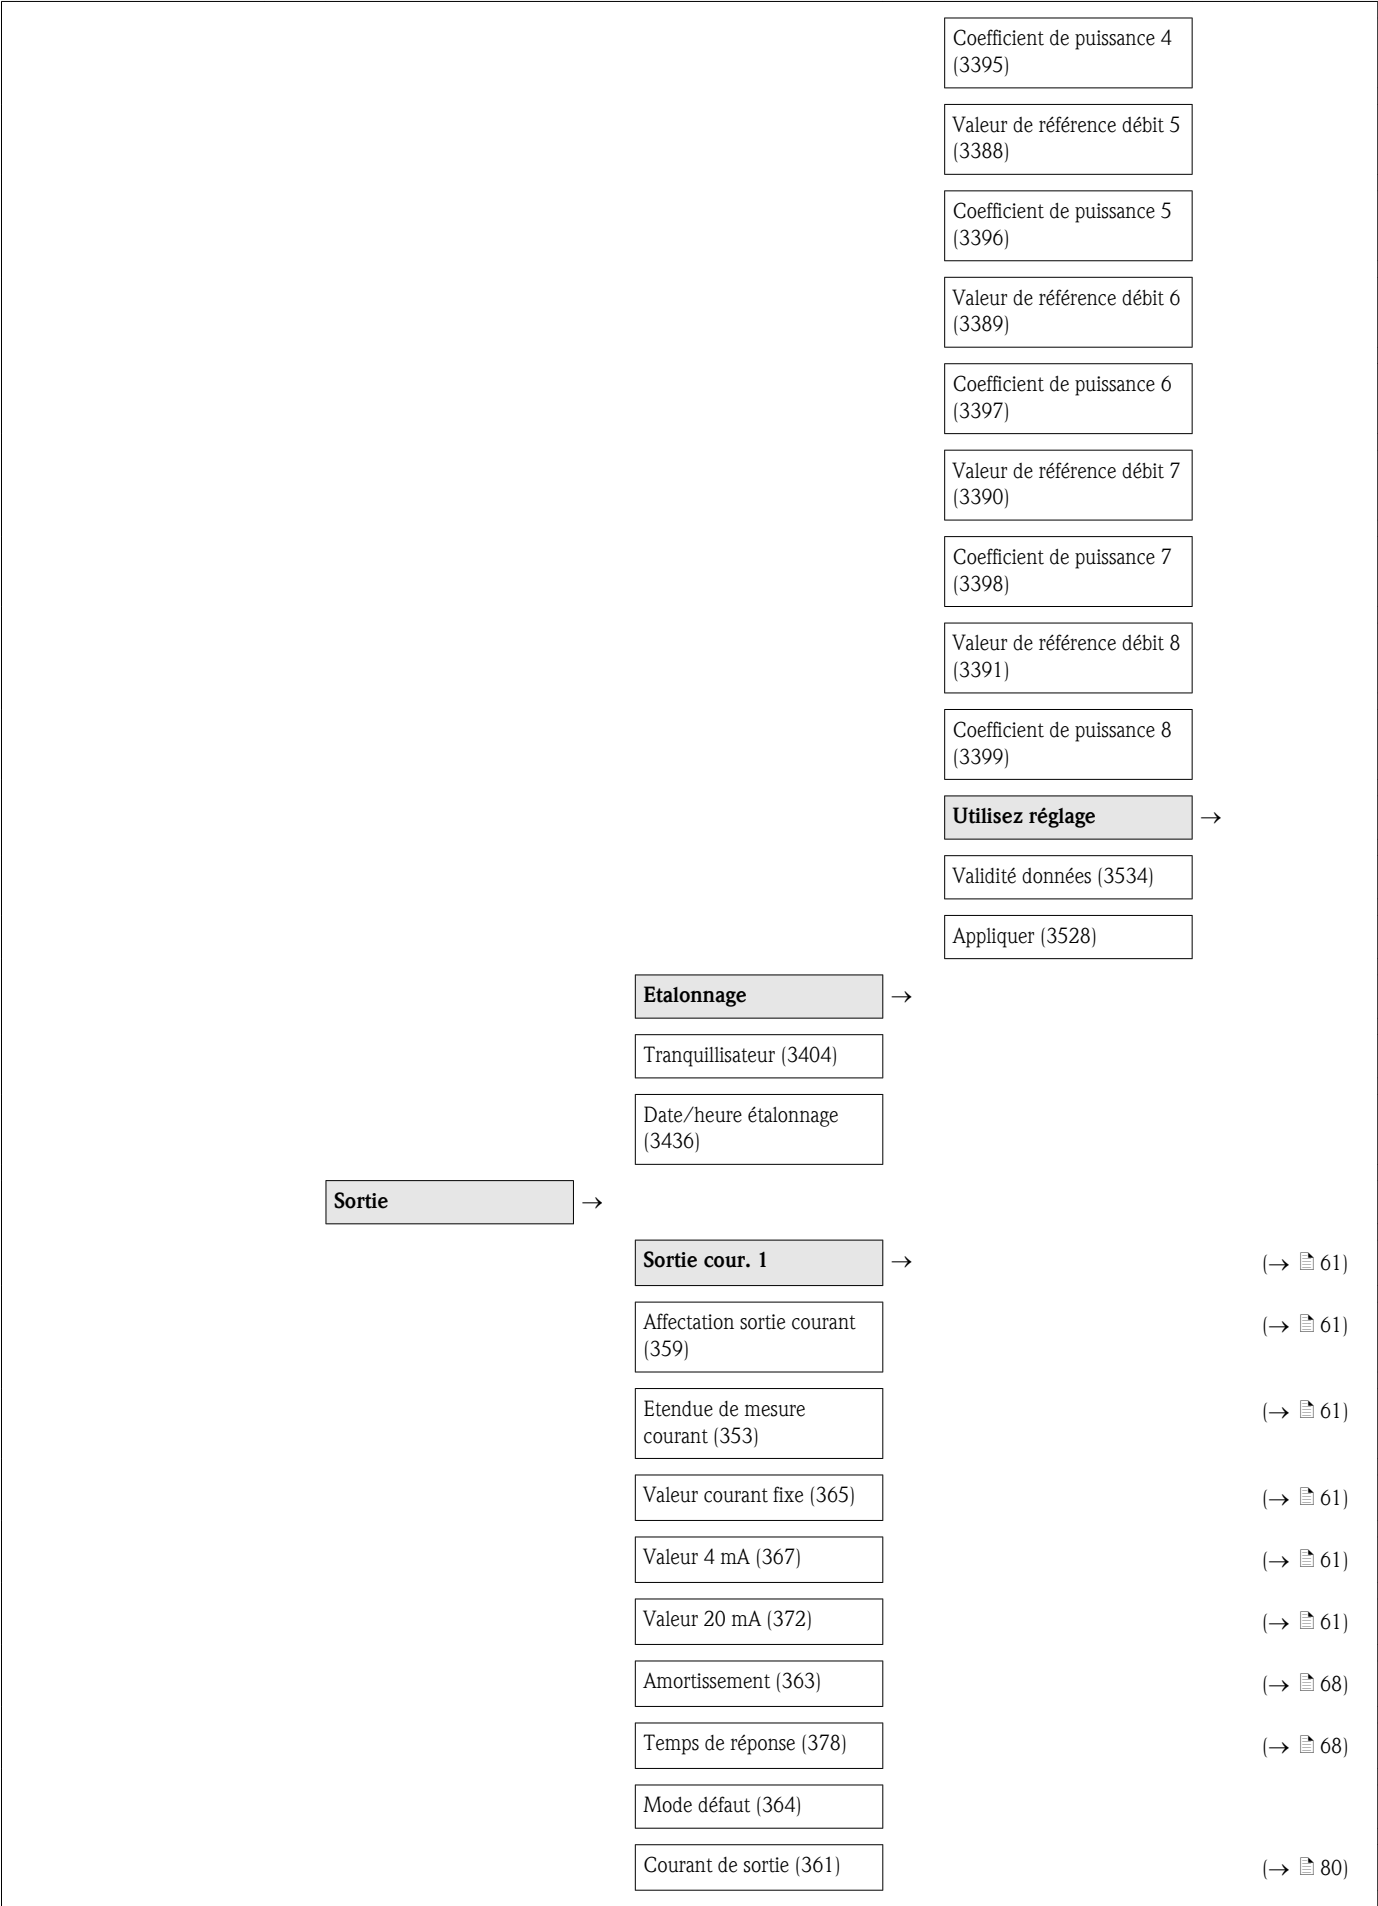 Coefficient de puissance 4
(3395)
Valeur de référence débit 5
(3388)
Coefficient de puissance 5
(3396)
Valeur de référence débit 6
(3389)
Coefficient de puissance 6
(3397)
Valeur de référence débit 7
(3390)
Coefficient de puissance 7
(3398)
Valeur de référence débit 8
(3391)
Coefficient de puissance 8
(3399)
Utilisez réglage →
Validité données (3534)
Appliquer (3528)
Etalonnage →
Tranquillisateur (3404)
Date/heure étalonnage
(3436)
Sortie →
Sortie cour. 1 → (→ 61)
Affectation sortie courant (→ 61)
(359)
Etendue de mesure (→ 61)
courant (353)
Valeur courant fixe (365) (→ 61)
Valeur 4 mA (367) (→ 61)
Valeur 20 mA (372) (→ 61)
Amortissement (363) (→ 68)
Temps de réponse (378) (→ 68)
Mode défaut (364)
Courant de sortie (361) (→ 80)